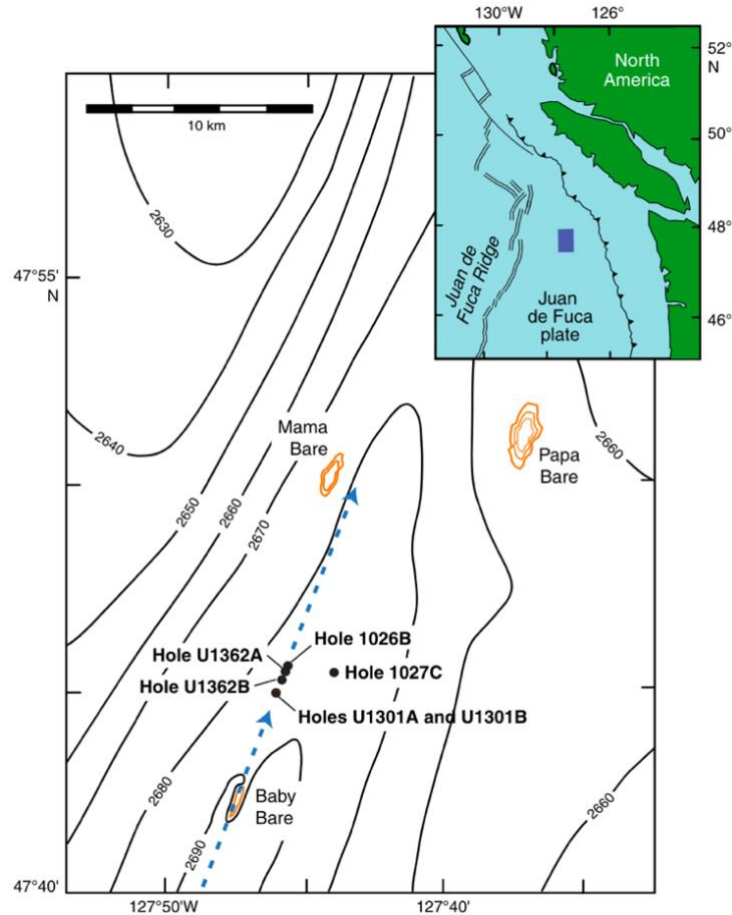 130°W
126°
52°
N
North
America
50°
48°
46°
Juan de
Fuca Ridge
Juan
de Fuca
plate
10 km
2630
47°55'
N
2640
Mama
Bare
2660
Papa
Bare
2650
2660
2670
Hole 1026B
Hole U1362A
Hole 1027C
Hole U1362B
Holes U1301A and U1301B
2680
Baby
Bare
2660
2690
47°40'
127°50'W
127°40'